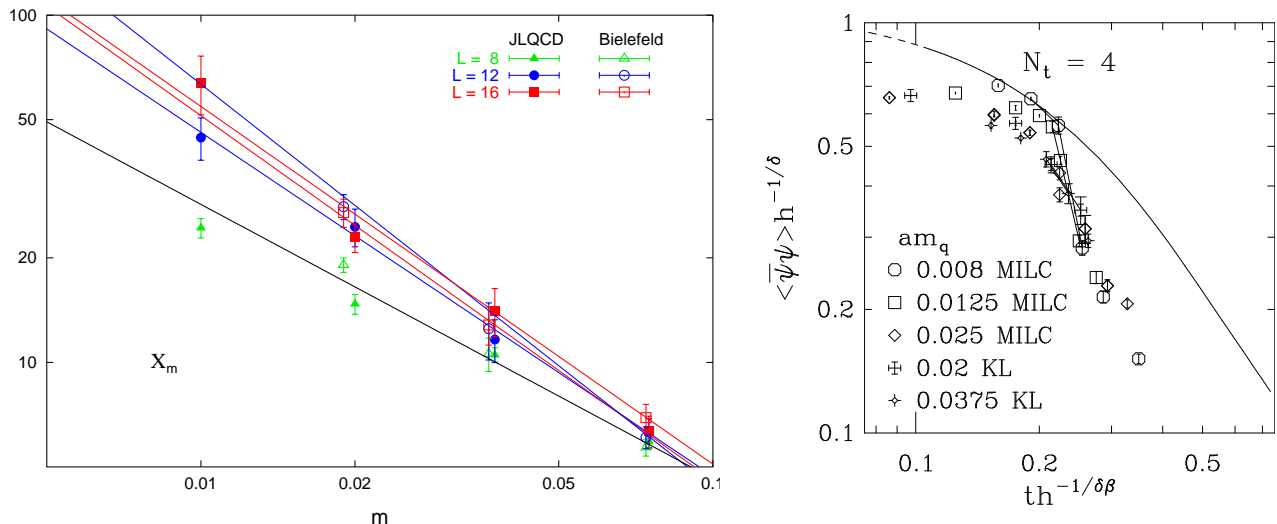 100
50
20
10
0.01
0.02
0.05
0.1
m
X_m
JLQCD Bielefeld
L = 8
L = 12
L = 16
1
0.5
0.2
0.1
<ψ̄ψ>h^{-1/δ}
N_t = 4
am_q
0.008 MILC
0.0125 MILC
0.025 MILC
0.02 KL
0.0375 KL
0.1 0.2 0.5
th^{-1/δβ}